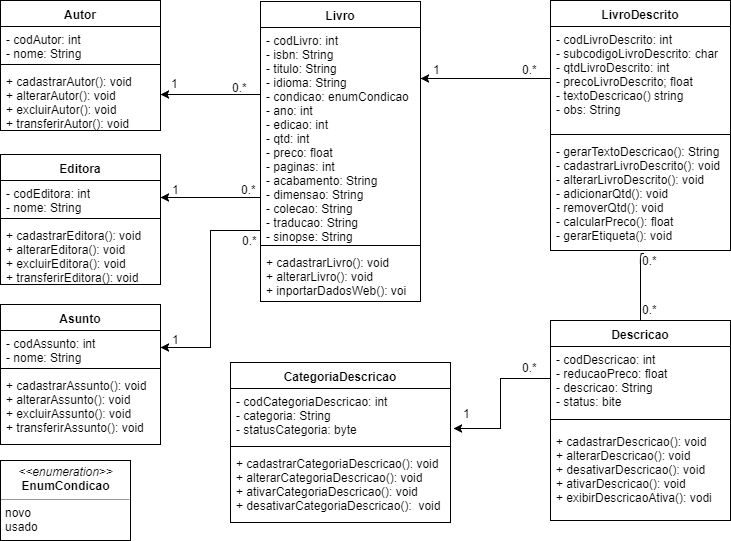 Autor
- codAutor: int
- nome: String
+ cadastrarAutor(): void
+ alterarAutor(): void
+ excluirAutor(): void
+ transferirAutor(): void
1
0.*
Livro
- codLivro: int
- isbn: String
- titulo: String
- idioma: String
- condicao: enumCondicao
- ano: int
- edicao: int
- qtd: int
- preco: float
- paginas: int
- acabamento: String
- dimensao: String
- colecao: String
- traducao: String
- sinopse: String
+ cadastrarLivro(): void
+ alterarLivro(): void
+ inportarDadosWeb(): voi
1
0.*
LivroDescrito
- codLivroDescrito: int
- subcodigoLivroDescrito: char
- qtdLivroDescrito: int
- precoLivroDescrito; float
- textoDescricao() string
- obs: String
- gerarTextoDescricao(): String
- cadastrarLivroDescrito(): void
- alterarLivroDescrito(): void
- adicionarQtd(): void
- removerQtd(): void
- calcularPreco(): float
- gerarEtiqueta(): void
Editora
- codEditora: int
- nome: String
+ cadastrarEditora(): void
+ alterarEditora(): void
+ excluirEditora(): void
+ transferirEditora(): void
1
0.*
0.*
0.*
0.*
Assunto
- codAssunto: int
- nome: String
+ cadastrarAssunto(): void
+ alterarAssunto(): void
+ excluirAssunto(): void
+ transferirAssunto(): void
1
CategoriaDescricao
- codCategoriaDescricao: int
- categoria: String
- statusCategoria: byte
+ cadastrarCategoriaDescricao(): void
+ alterarCategoriaDescricao(): void
+ ativarCategoriaDescricao(): void
+ desativarCategoriaDescricao(): void
1
0.*
Descricao
- codDescricao: int
- reducaoPreco: float
- descricao: String
- status: bite
+ cadastrarDescricao(): void
+ alterarDescricao(): void
+ desativarDescricao(): void
+ ativarDescricao(): void
+ exibirDescricaoAtiva(): vodi
<<enumeration>>
EnumCondicao
novo
usado